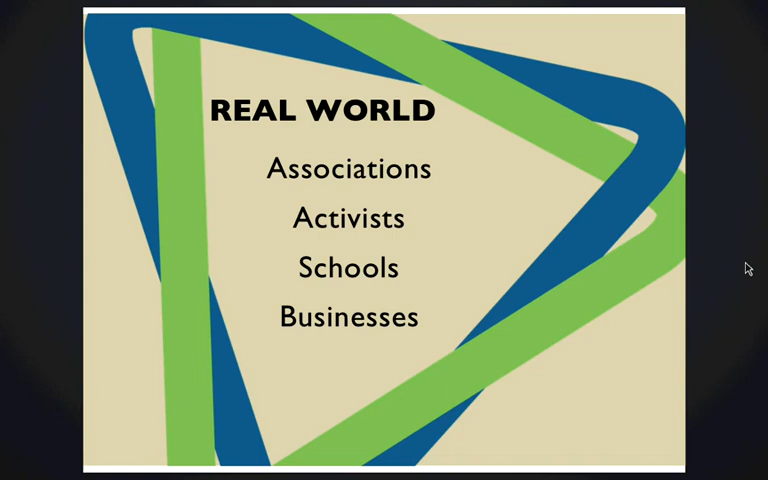 REAL WORLD
Associations
Activists
Schools
Businesses